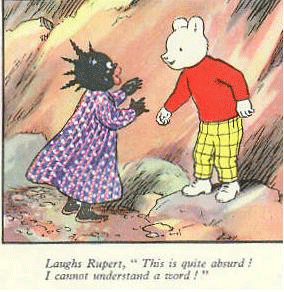 Laughs Rupert, “ This is quite absurd !
I cannot understand a word ! ”